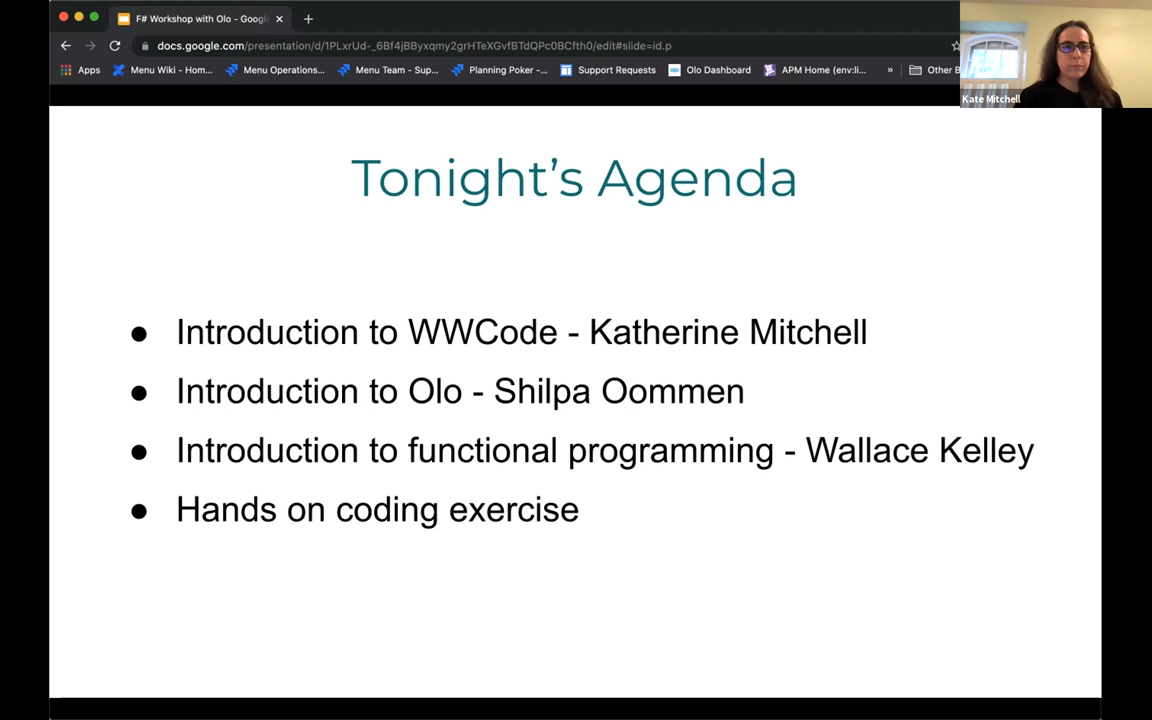 F# Workshop with Olo - Googl
docs.google.com/presentation/d/1PLxrUd-_6Bf4jBByxqmy2grHTeXGvfBTdQPc0BCfth0/edit#slide=id.p
Apps Menu Wiki - Hom... Menu Operations... Menu Team - Sup... Planning Poker -... Support Requests Olo Dashboard APM Home (env:li... » Other B
Kate Mitchell
Tonight’s Agenda
● Introduction to WWCode - Katherine Mitchell
● Introduction to Olo - Shilpa Oommen
● Introduction to functional programming - Wallace Kelley
● Hands on coding exercise